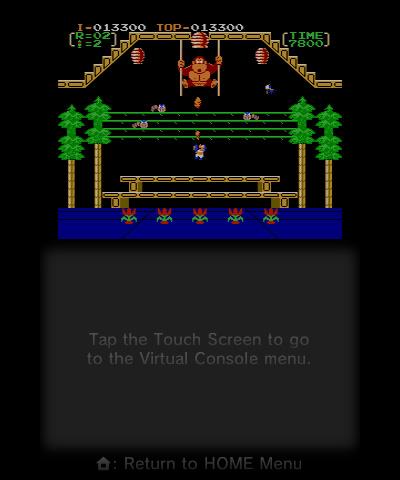 I-013300 TOP-013300
R=02 TIME
!=2 7800
Tap the Touch Screen to go
to the Virtual Console menu.
: Return to HOME Menu